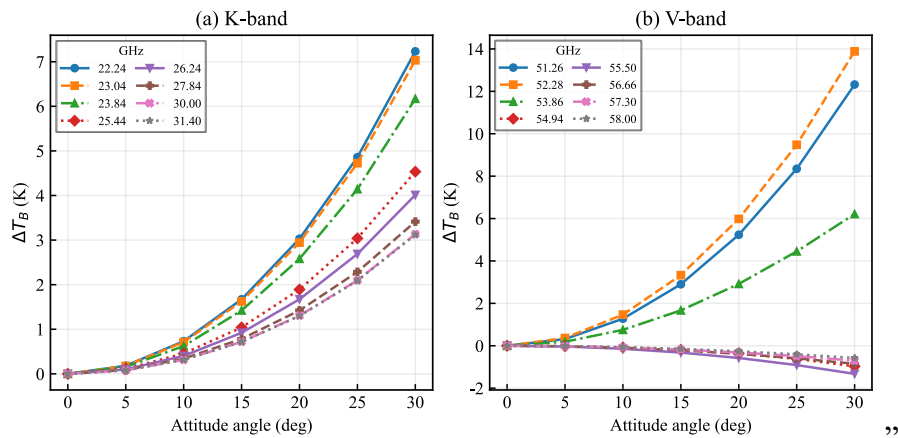 (a) K-band
(b) V-band
GHz
22.24 26.24
23.04 27.84
23.84 30.00
25.44 31.40
GHz
51.26 55.50
52.28 56.66
53.86 57.30
54.94 58.00
ΔT_B (K)
7
6
5
4
3
2
1
0
0 5 10 15 20 25 30
Attitude angle (deg)
ΔT_B (K)
14
12
10
8
6
4
2
0
-2
0 5 10 15 20 25 30
Attitude angle (deg)
”